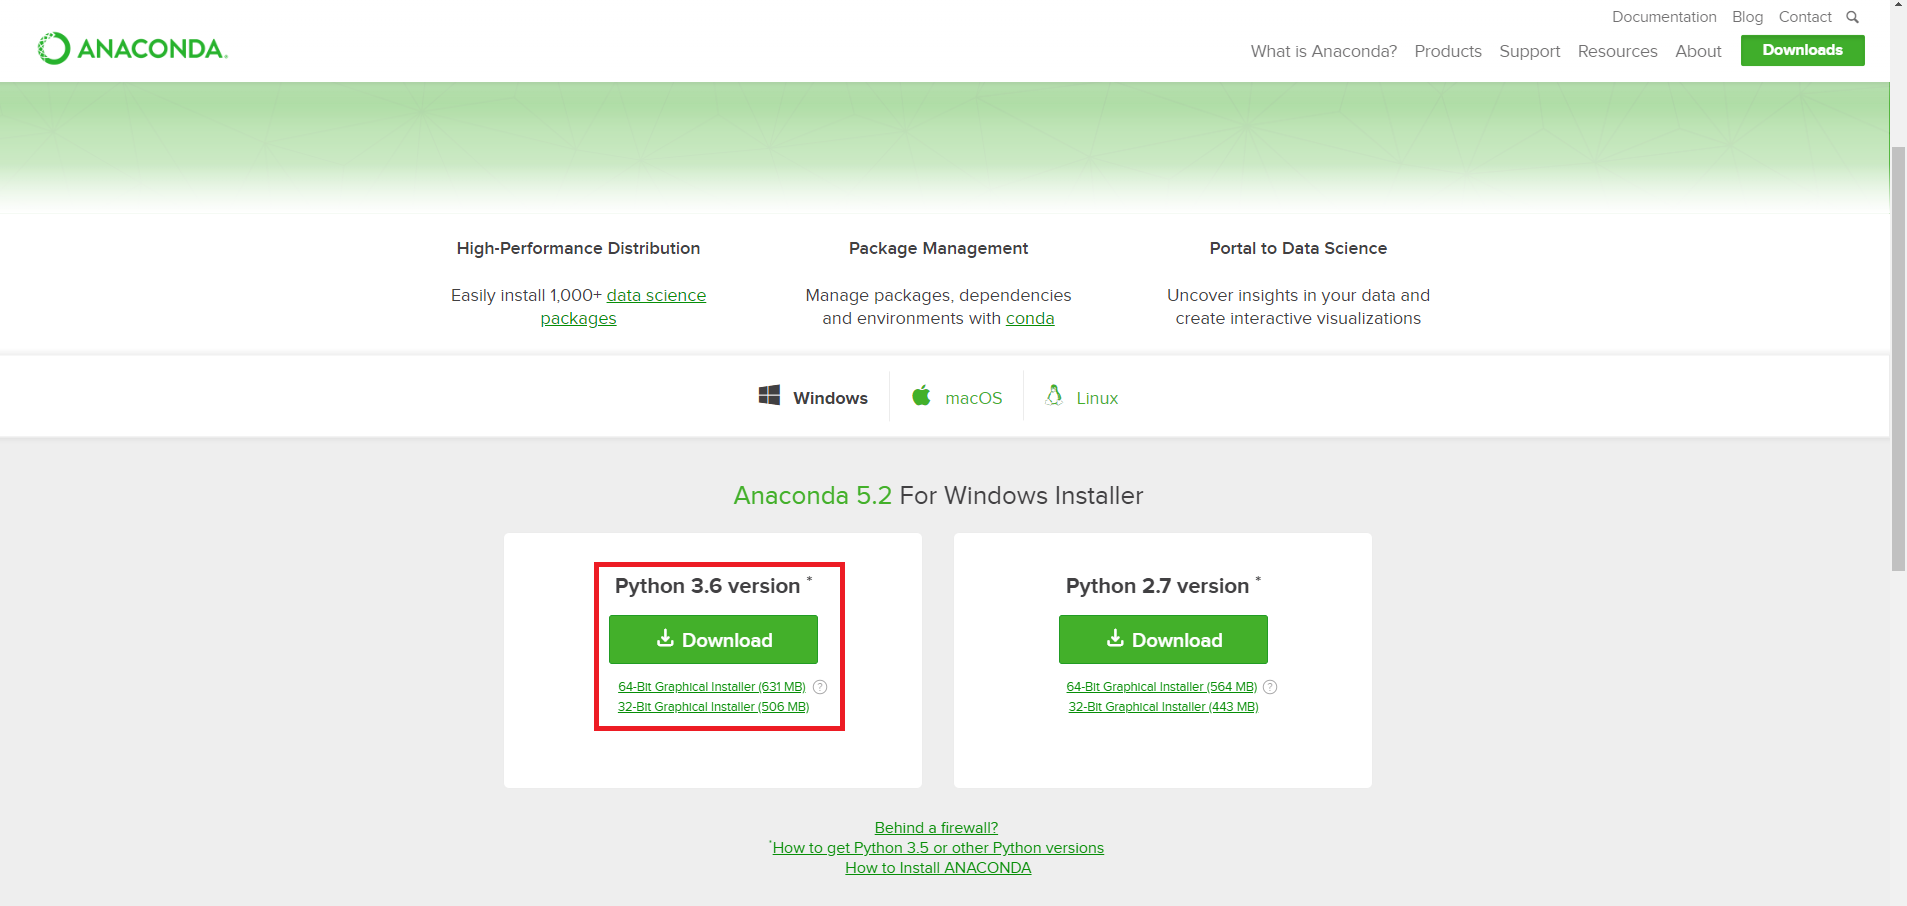 Documentation Blog Contact
ANACONDA.
What is Anaconda? Products Support Resources About Downloads
High-Performance Distribution
Easily install 1,000+ data science
packages
Package Management
Manage packages, dependencies
and environments with conda
Portal to Data Science
Uncover insights in your data and
create interactive visualizations
Windows macOS Linux
Anaconda 5.2 For Windows Installer
Python 3.6 version *
Download
64-Bit Graphical Installer (631 MB) ?
32-Bit Graphical Installer (506 MB)
Python 2.7 version *
Download
64-Bit Graphical Installer (564 MB) ?
32-Bit Graphical Installer (443 MB)
Behind a firewall?
*How to get Python 3.5 or other Python versions
How to Install ANACONDA